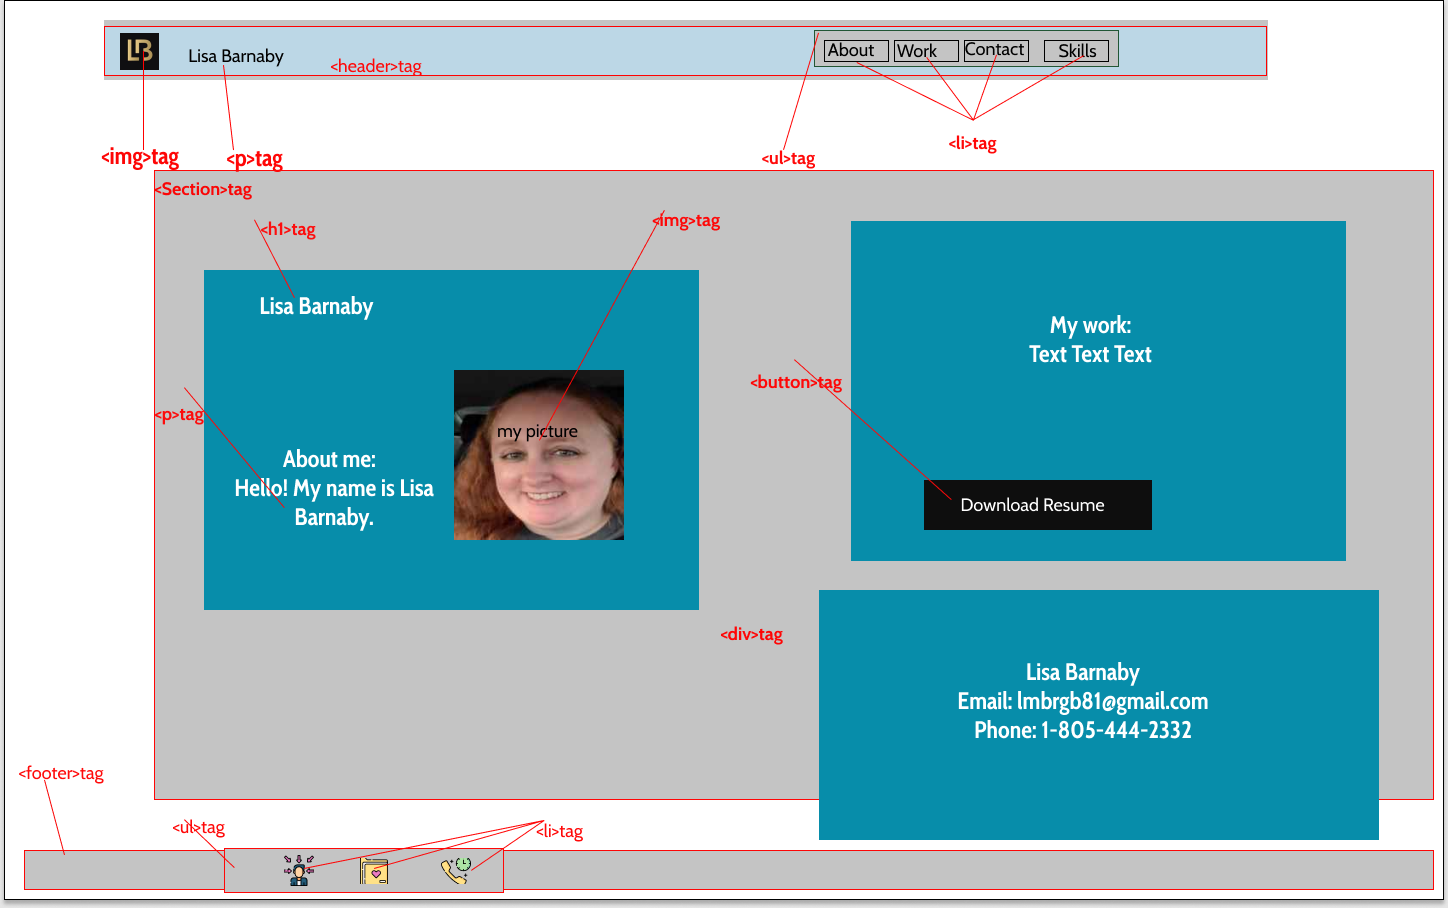 LB
Lisa Barnaby
<header>tag
About
Work
Contact
Skills
<img>tag
<p>tag
<ul>tag
<li>tag
<Section>tag
<h1>tag
<img>tag
Lisa Barnaby
My work:
Text Text Text
<button>tag
<p>tag
my picture
About me:
Hello! My name is Lisa
Barnaby.
Download Resume
<div>tag
Lisa Barnaby
Email: lmbrgb81@gmail.com
Phone: 1-805-444-2332
<footer>tag
<ul>tag
<li>tag